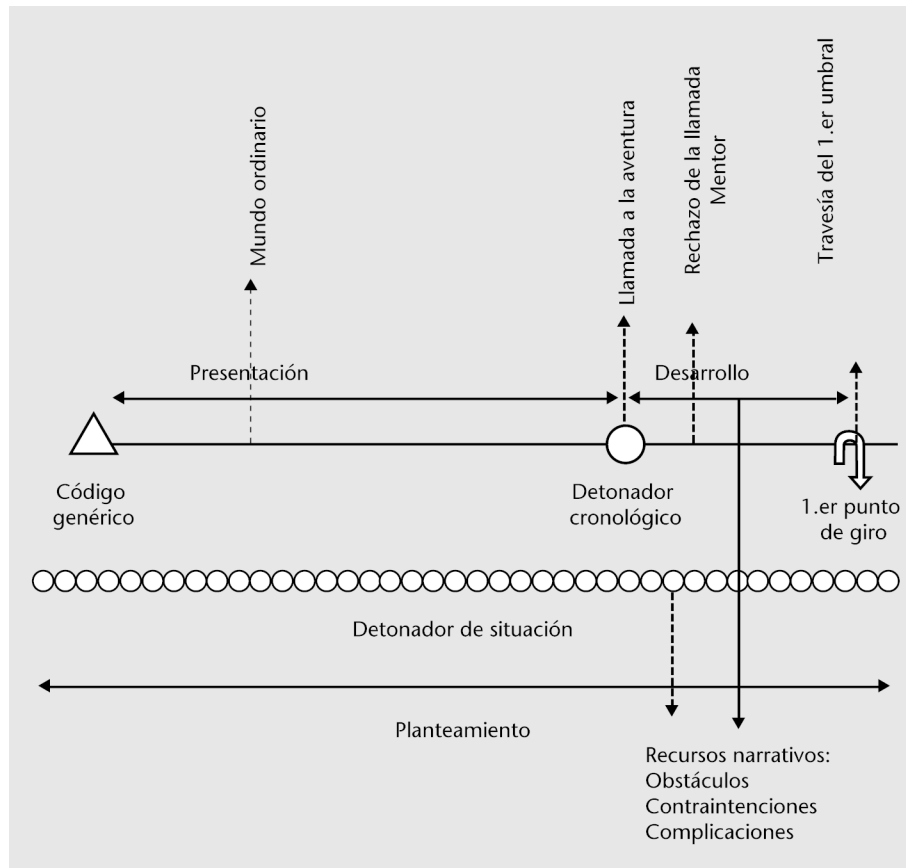 Mundo ordinario
Llamada a la aventura
Rechazo de la llamada
Mentor
Travesía del 1.er umbral
Presentación
Desarrollo
Código
genérico
Detonador
cronológico
1.er punto
de giro
Detonador de situación
Planteamiento
Recursos narrativos:
Obstáculos
Contraintenciones
Complicaciones